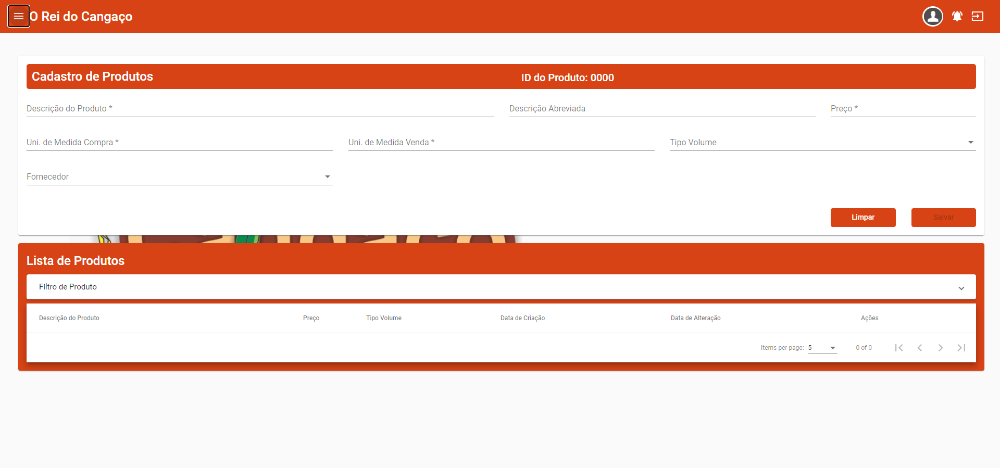 O Rei do Cangaço
Cadastro de Produtos
ID do Produto: 0000
Descrição do Produto *
Descrição Abreviada
Preço *
Uni. de Medida Compra *
Uni. de Medida Venda *
Tipo Volume
Fornecedor
Limpar
Salvar
Lista de Produtos
Filtro de Produto
Descrição do Produto
Preço
Tipo Volume
Data de Criação
Data de Alteração
Ações
Items per page: 5
0 of 0